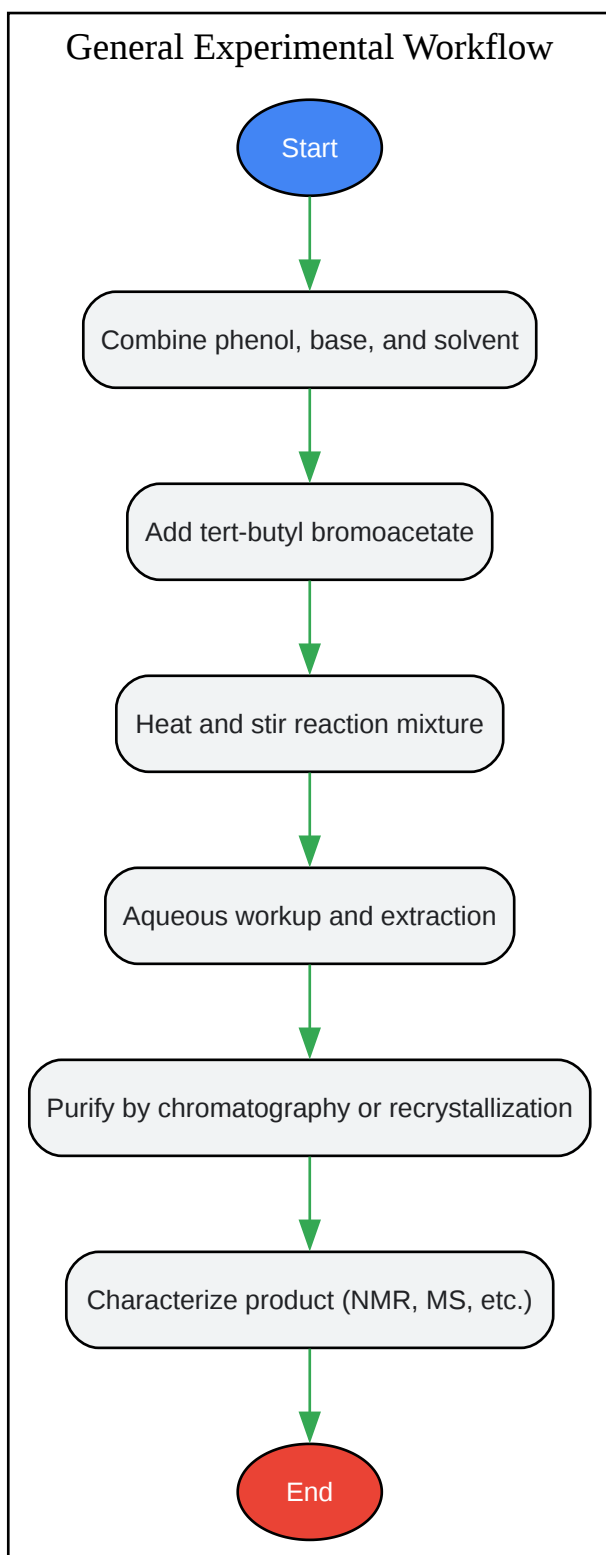 General Experimental Workflow
Start
Combine phenol, base, and solvent
Add tert-butyl bromoacetate
Heat and stir reaction mixture
Aqueous workup and extraction
Purify by chromatography or recrystallization
Characterize product (NMR, MS, etc.)
End